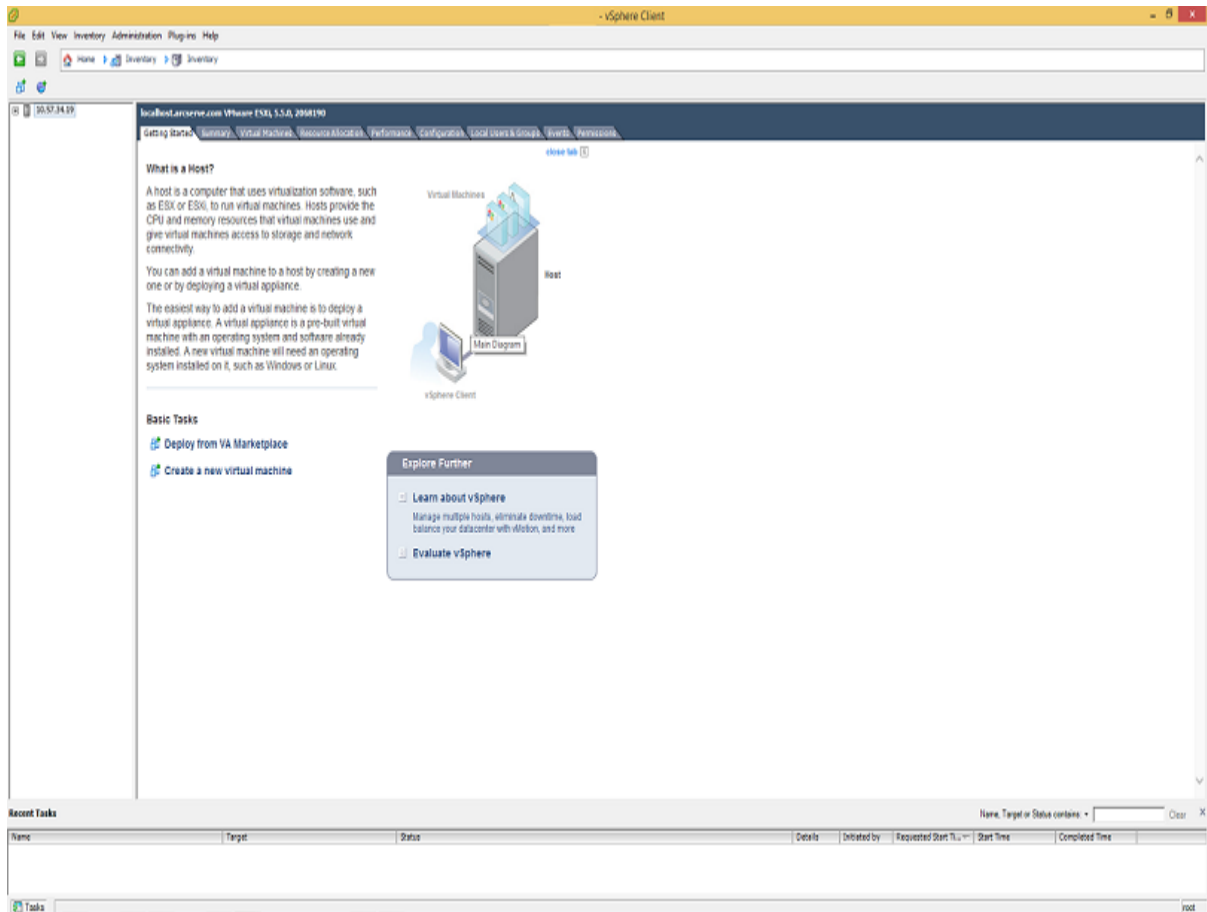 - vSphere Client
File Edit View Inventory Administration Plug-ins Help
Home Inventory Inventory
10.57.34.19
localhost.arcserve.com VMware ESXi, 5.5.0, 2068190
Getting Started Summary Virtual Machines Resource Allocation Performance Configuration Local Users & Groups Events Permissions
close tab
What is a Host?
A host is a computer that uses virtualization software, such
as ESX or ESXi, to run virtual machines. Hosts provide the
CPU and memory resources that virtual machines use and
give virtual machines access to storage and network
connectivity.
You can add a virtual machine to a host by creating a new
one or by deploying a virtual appliance.
The easiest way to add a virtual machine is to deploy a
virtual appliance. A virtual appliance is a pre-built virtual
machine with an operating system and software already
installed. A new virtual machine will need an operating
system installed on it, such as Windows or Linux.
Virtual Machines
Host
Main Diagram
vSphere Client
Basic Tasks
Deploy from VA Marketplace
Create a new virtual machine
Explore Further
Learn about vSphere
Manage multiple hosts, eliminate downtime, load
balance your datacenter with vMotion, and more
Evaluate vSphere
Recent Tasks
Name, Target or Status contains:
Clear
Name Target Status Details Initiated by Requested Start Ti... Start Time Completed Time
Tasks
root